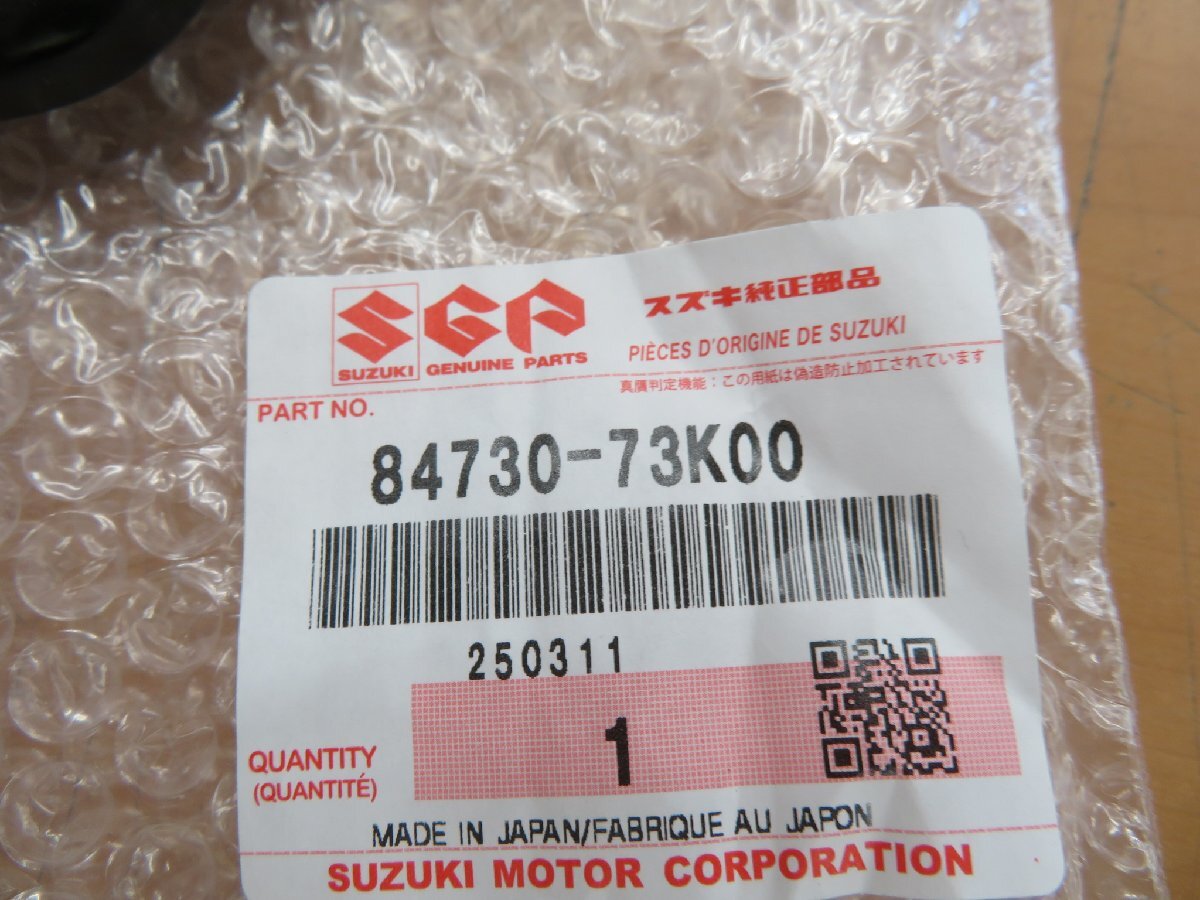 SUZUKI
SGP
GENUINE PARTS
スズキ純正部品
PIÈCES D'ORIGINE DE SUZUKI
真贋判定機能：この用紙は偽造防止加工されています
PART NO.
84730-73K00
250311
QUANTITY
(QUANTITÉ)
1
MADE IN JAPAN/FABRIQUE AU JAPON
SUZUKI MOTOR CORPORATION